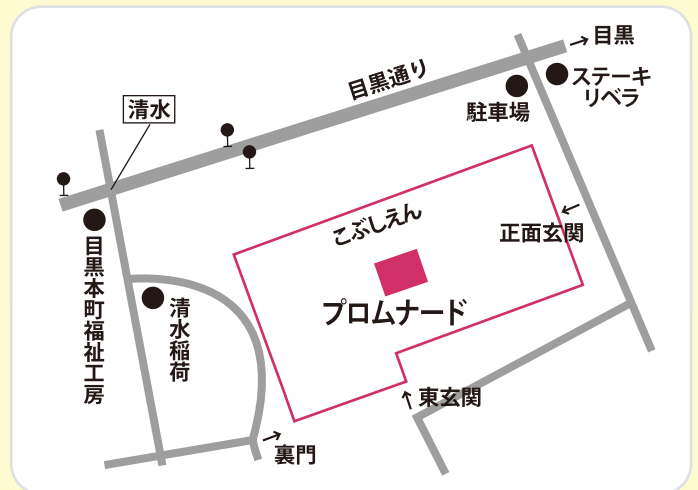 目黒
ステーキ
リベラ
目黒通り
駐車場
清水
こぶしえん
正面玄関
プロムナード
目黒本町福祉工房
清水稲荷
東玄関
裏門